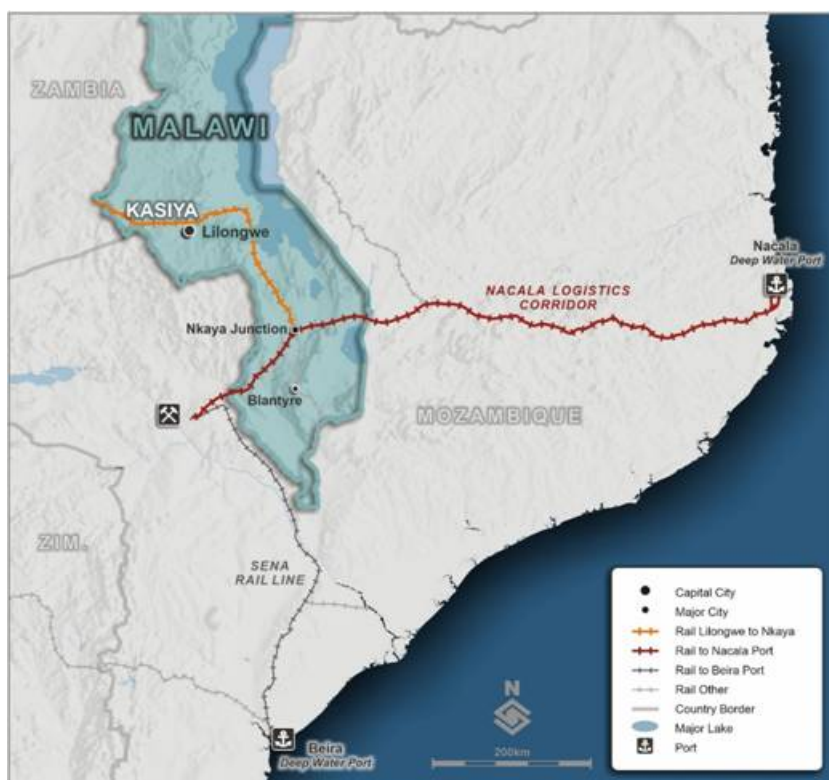 ZAMBIA
MALAWI
KASIYA
Lilongwe
Nacala
Deep Water Port
NACALA LOGISTICS
CORRIDOR
Nkaya Junction
Blantyre
MOZAMBIQUE
ZIM.
SENA
RAIL LINE
Capital City
Major City
Rail Lilongwe to Nkaya
Rail to Nacala Port
Rail to Beira Port
Rail Other
Country Border
Major Lake
Port
N
200km
Beira
Deep Water Port